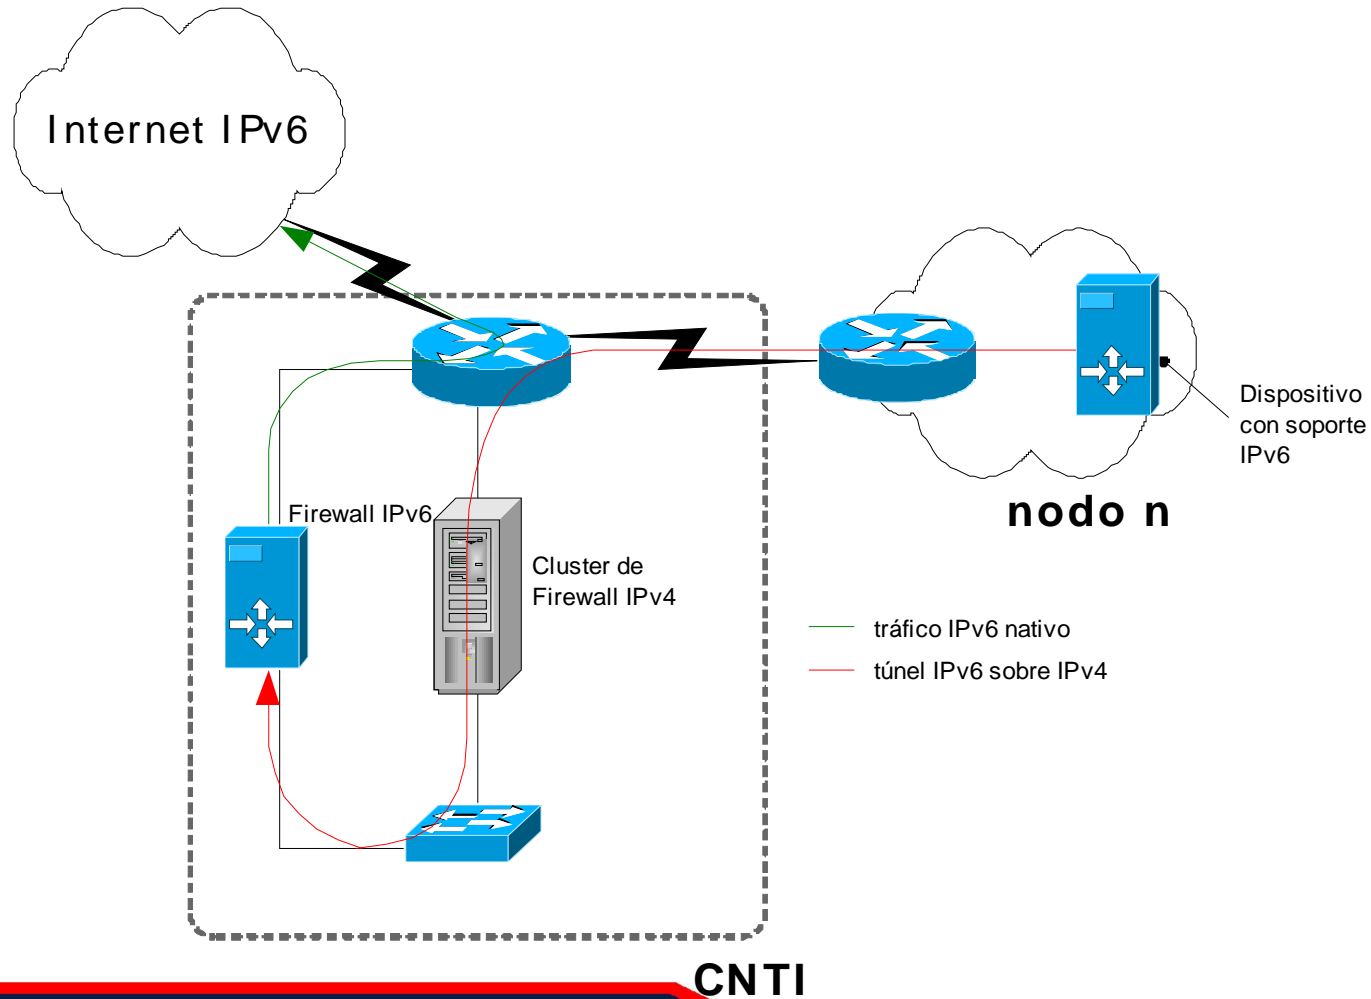 Internet IPv6
Dispositivo
con soporte
IPv6
nodo n
Firewall IPv6
Cluster de
Firewall IPv4
tráfico IPv6 nativo
túnel IPv6 sobre IPv4
CNTI